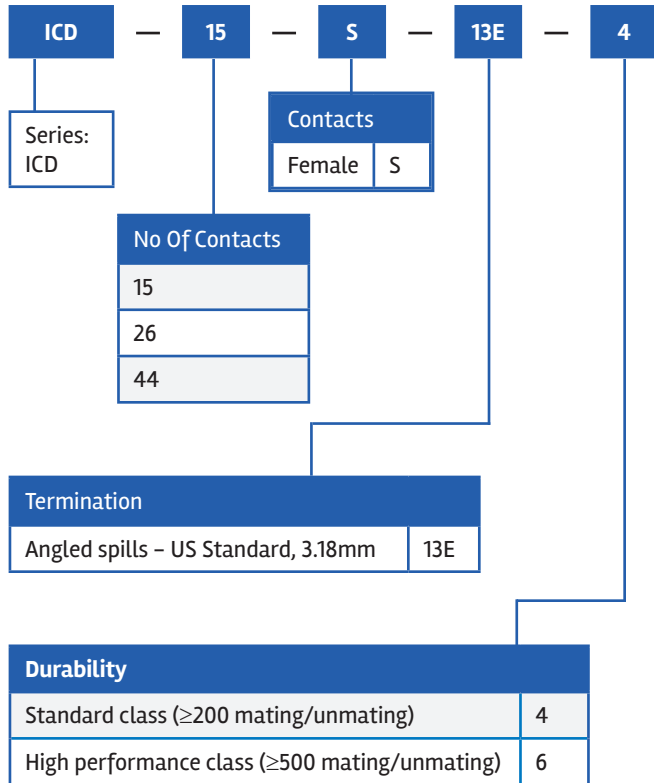 ICD — 15 — S — 13E — 4
Series:
ICD
Contacts
Female S
No Of Contacts
15
26
44
Termination
Angled spills – US Standard, 3.18mm 13E
Durability
Standard class (≥200 mating/unmating) 4
High performance class (≥500 mating/unmating) 6